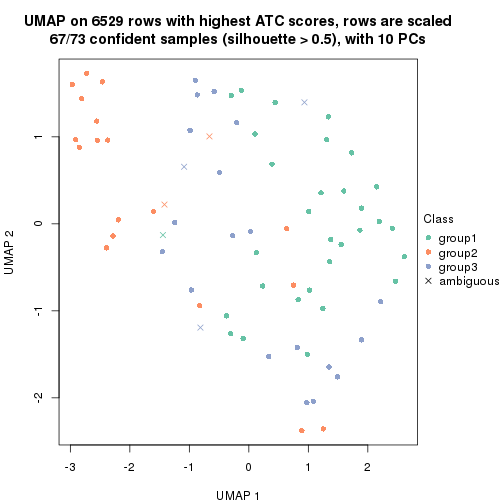 UMAP on 6529 rows with highest ATC scores, rows are scaled
67/73 confident samples (silhouette > 0.5), with 10 PCs
UMAP 2
1
0
-1
-2
-3
-2
-1
0
1
2
UMAP 1
Class
group1
group2
group3
ambiguous